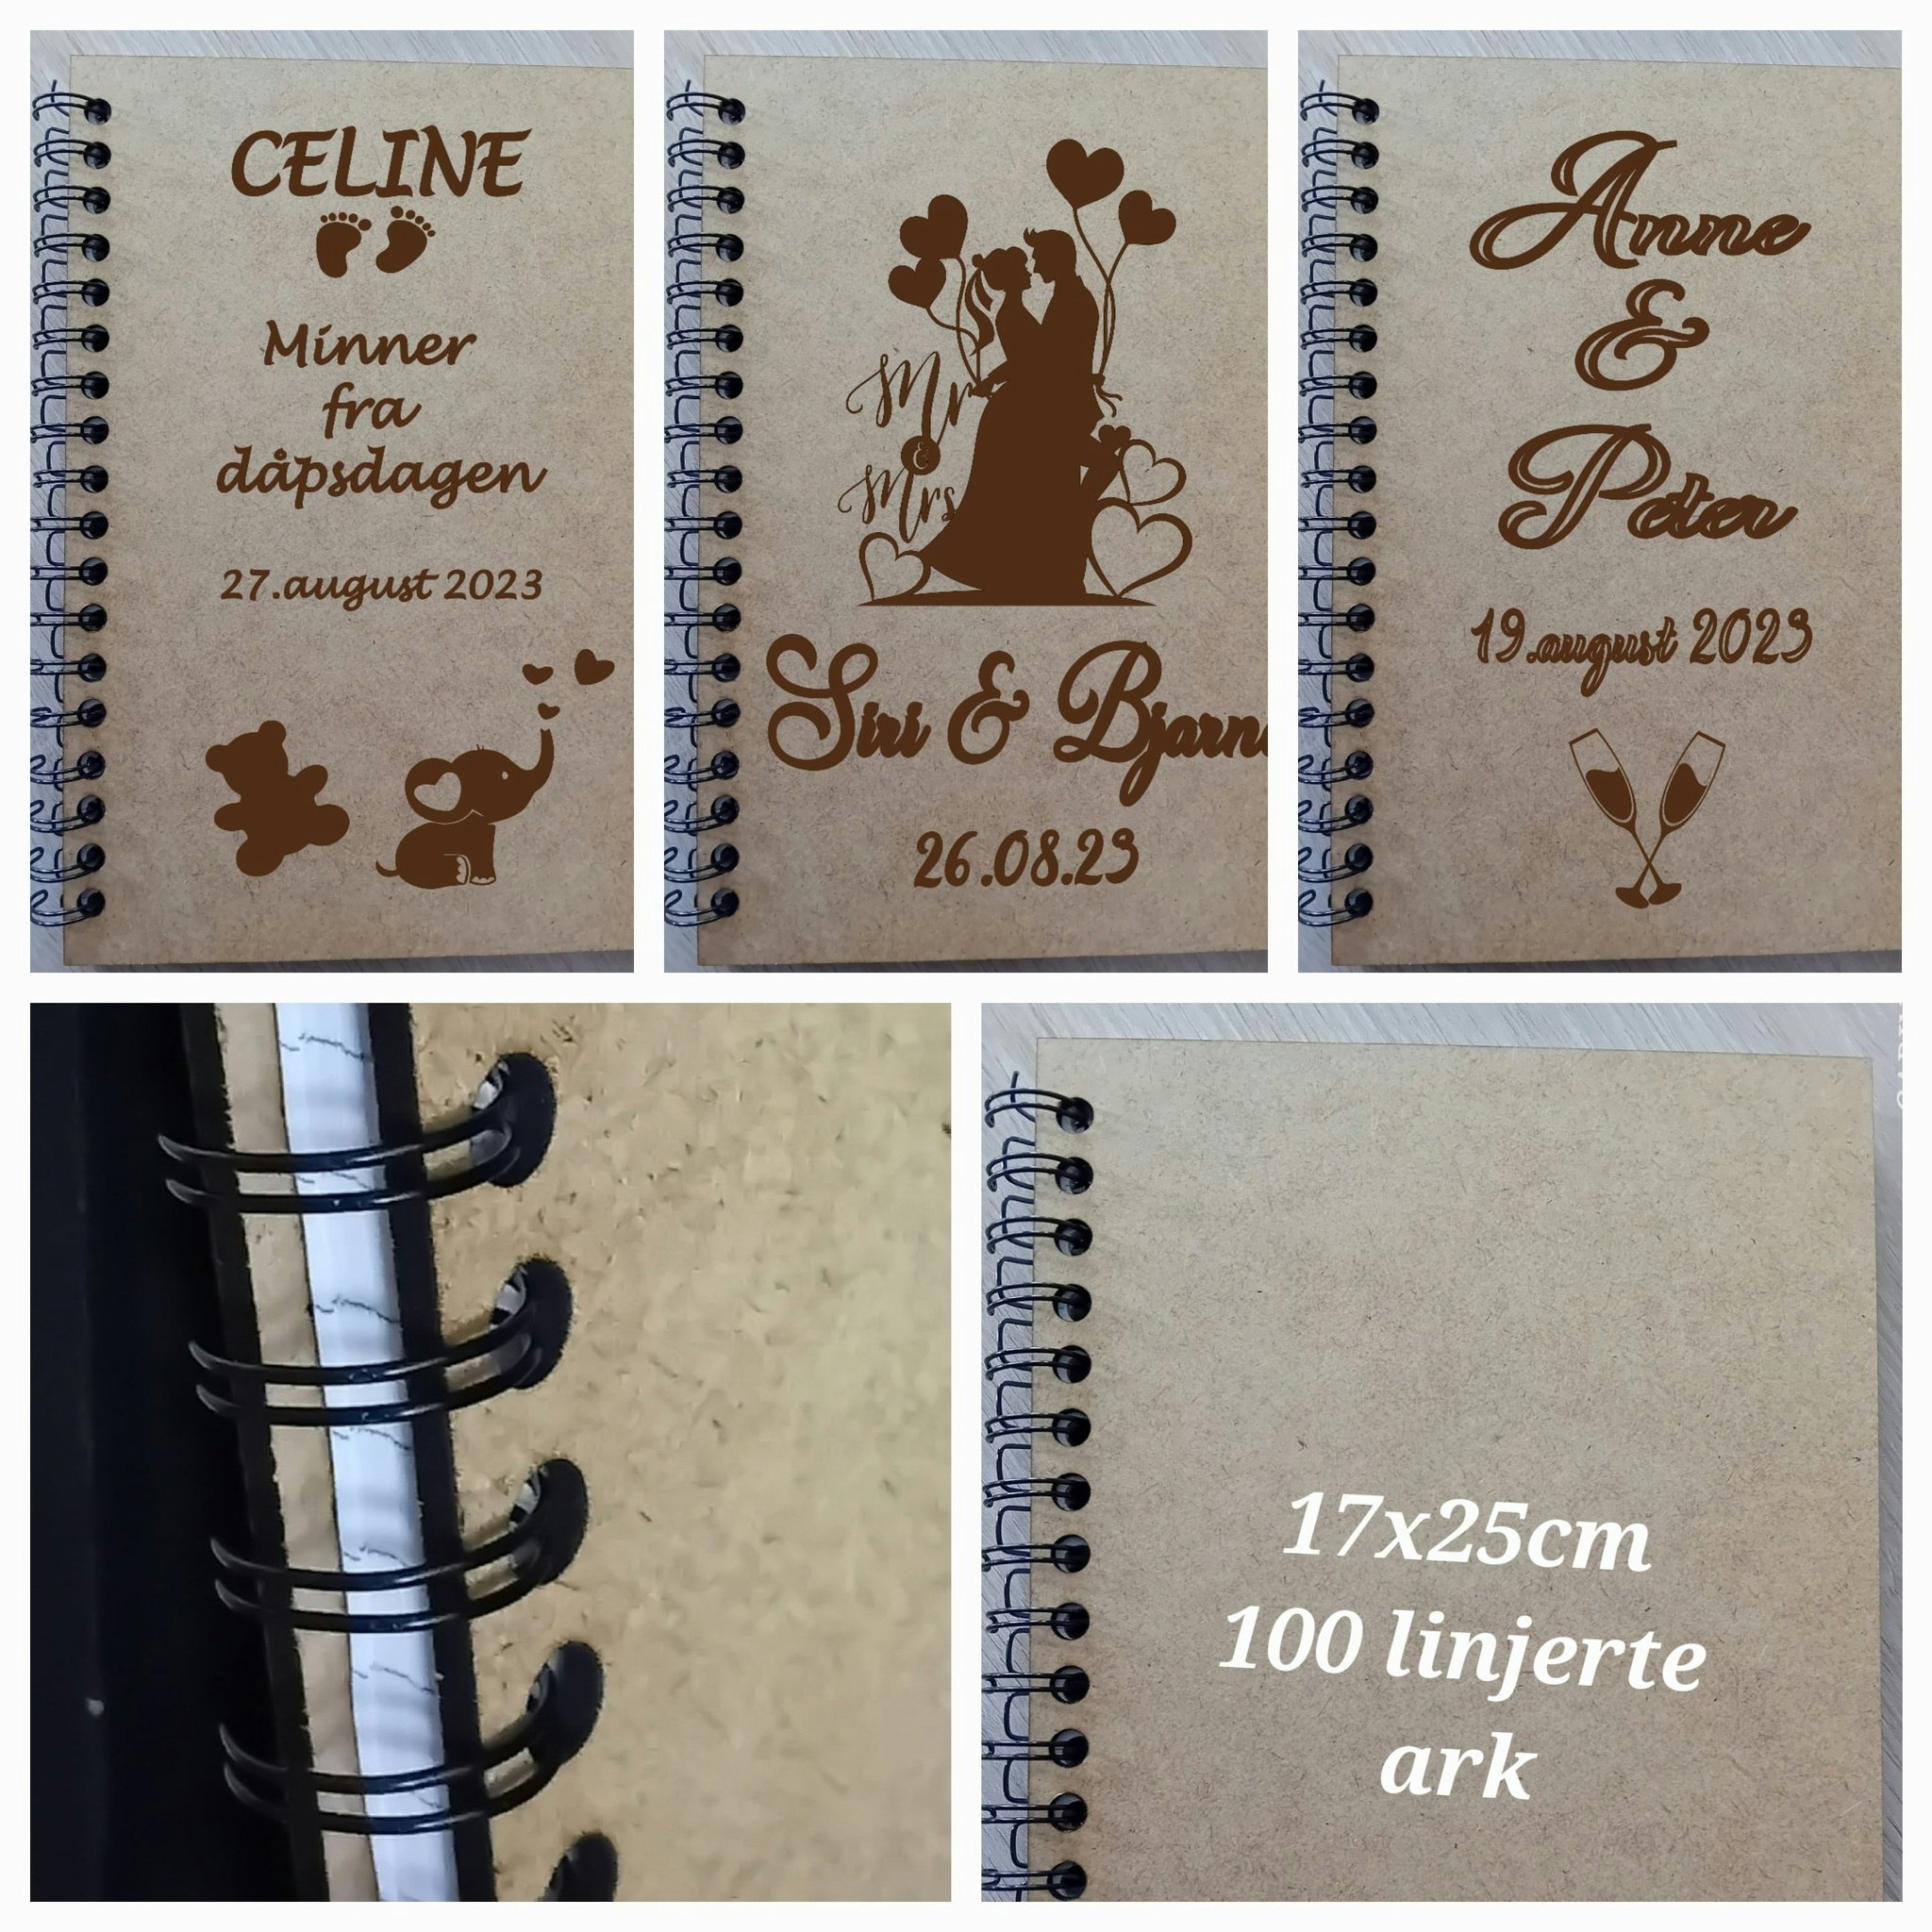 CELINE
Minner
fra
dåpsdagen
27.august 2023
Mr
&
Mrs
Siri & Bjarne
26.08.23
Anne
&
Peter
19.august 2023
17x25cm
100 linjerte
ark